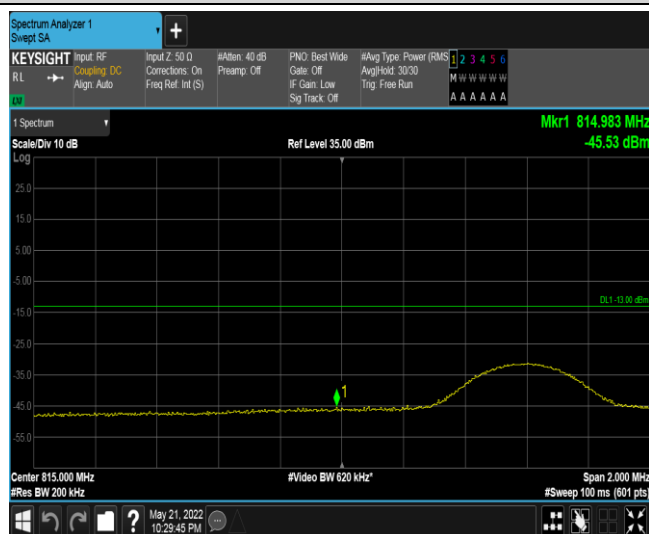 Spectrum Analyzer 1
Swept SA
+
KEYSIGHT Input: RF Input Z: 50 Ω #Atten: 40 dB PNO: Best Wide #Avg Type: Power (RMS 1 2 3 4 5 6
RL Coupling: DC Corrections: On Preamp: Off Gate: Off Avg|Hold: 30/30 M W W W W W
Align: Auto Freq Ref: Int (S) IF Gain: Low Trig: Free Run
Sig Track: Off A A A A A A
LXI
1 Spectrum Mkr1 814.983 MHz
Scale/Div 10 dB Ref Level 35.00 dBm -45.53 dBm
Log
25.0
15.0
5.00
-5.00
DL1 -13.00 dBm
-15.0
-25.0
-35.0
1
-45.0
-55.0
Center 815.000 MHz #Video BW 620 kHz* Span 2.000 MHz
#Res BW 200 kHz #Sweep 100 ms (601 pts)
? May 21, 2022
10:29:45 PM